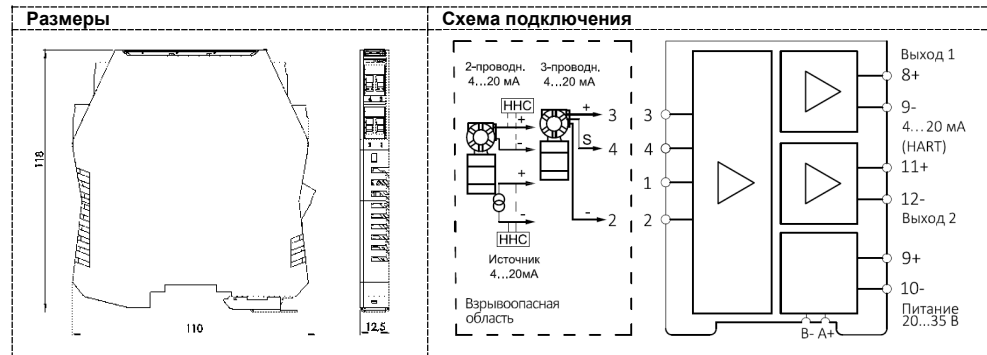 Размеры
Схема подключения
118
110
12,5
4 3
2-проводн.
4...20 мА
3-проводн,
4...20 мА
ННС
+
-
+
-
ННС
Источник
4...20мА
+
3
S
4
-
2
Взрывоопасная
область
3
4
1
2
Выход 1
8+
9-
4...20 мА
(HART)
11+
12-
Выход 2
9+
10-
Питание
20...35 В
B- A+